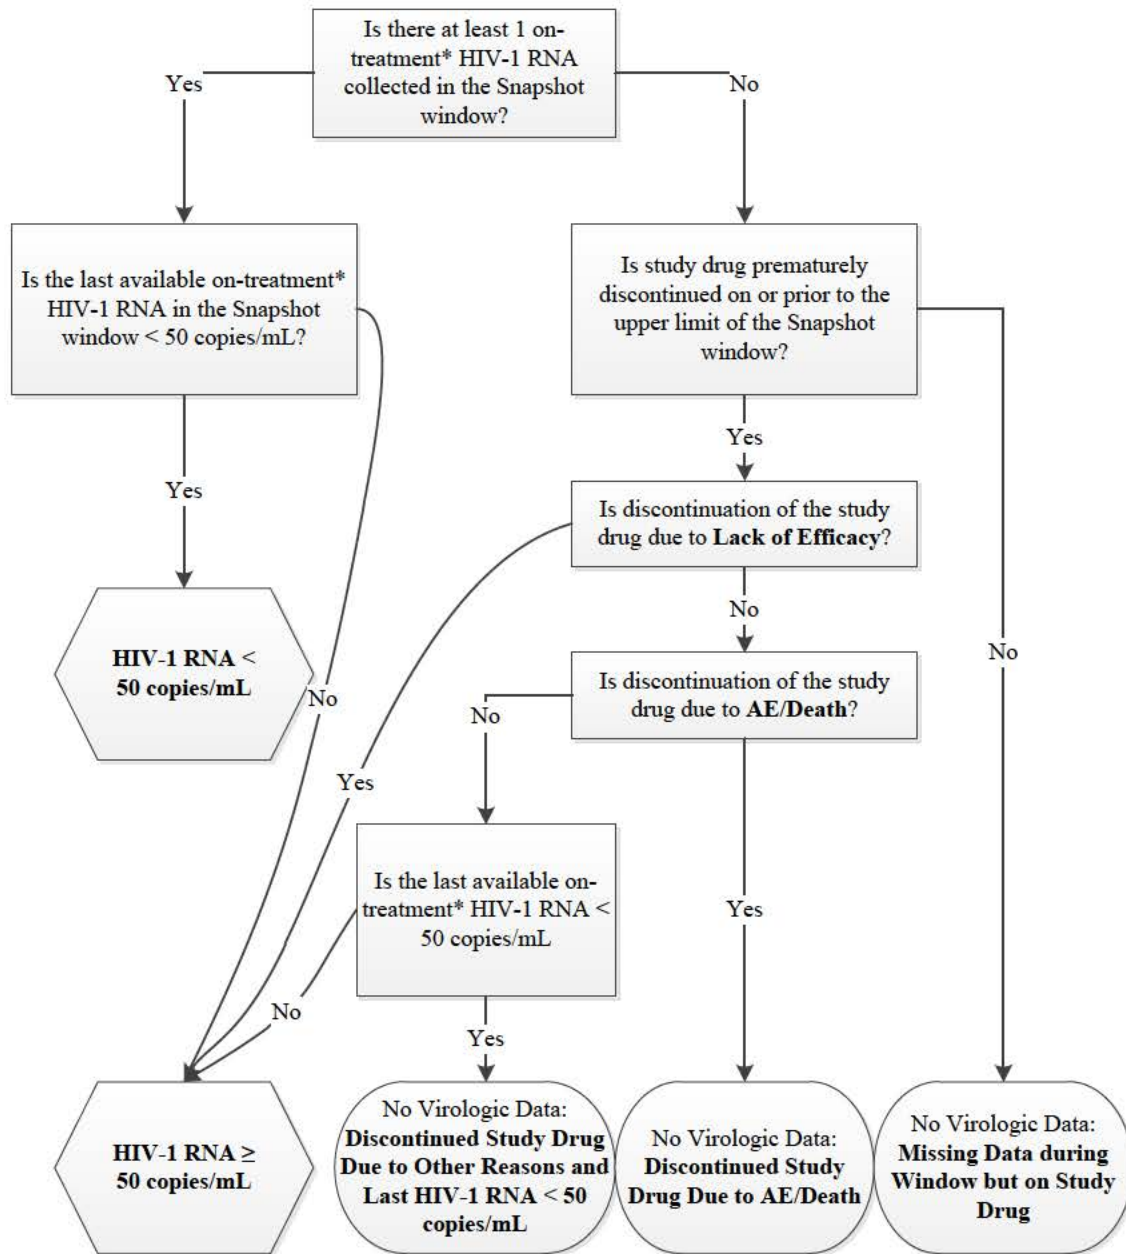 Is there at least 1 on-
treatment* HIV-1 RNA
collected in the Snapshot
window?
Yes
No
Is the last available on-treatment*
HIV-1 RNA in the Snapshot
window < 50 copies/mL?
Is study drug prematurely
discontinued on or prior to the
upper limit of the Snapshot
window?
Yes
Yes
Is discontinuation of the study
drug due to Lack of Efficacy?
No
HIV-1 RNA <
50 copies/mL
No
No
Is discontinuation of the study
drug due to AE/Death?
No
Yes
Is the last available on-
treatment* HIV-1 RNA <
50 copies/mL
Yes
No
Yes
HIV-1 RNA ≥
50 copies/mL
No Virologic Data:
Discontinued Study Drug
Due to Other Reasons and
Last HIV-1 RNA < 50
copies/mL
No Virologic Data:
Discontinued Study
Drug Due to AE/Death
No Virologic Data:
Missing Data during
Window but on Study
Drug